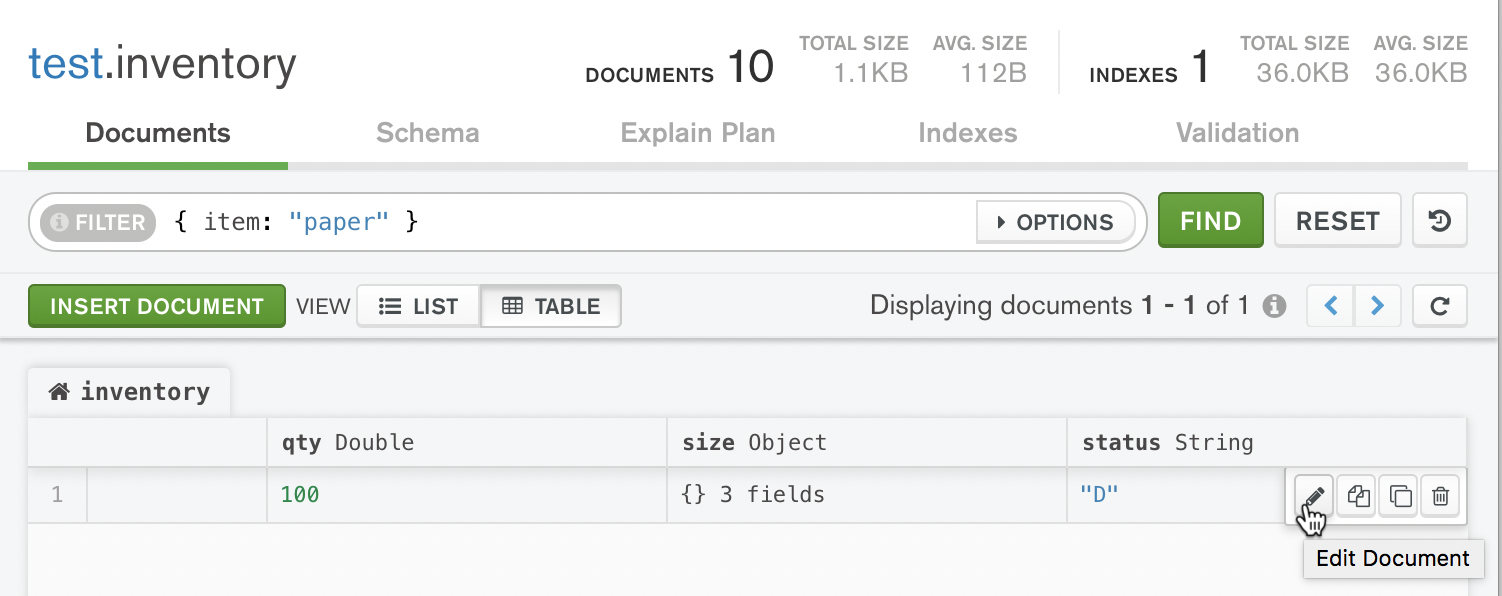 test.inventory
DOCUMENTS 10 TOTAL SIZE 1.1KB AVG. SIZE 112B INDEXES 1 TOTAL SIZE 36.0KB AVG. SIZE 36.0KB
Documents Schema Explain Plan Indexes Validation
FILTER { item: "paper" } OPTIONS FIND RESET
INSERT DOCUMENT VIEW LIST TABLE Displaying documents 1 - 1 of 1
inventory
qty Double size Object status String
1 100 {} 3 fields "D"
Edit Document